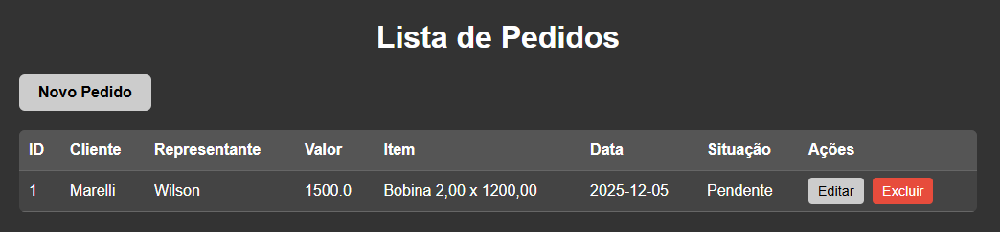 Lista de Pedidos
Novo Pedido
ID Cliente Representante Valor Item Data Situação Ações
1 Marelli Wilson 1500.0 Bobina 2,00 x 1200,00 2025-12-05 Pendente Editar Excluir